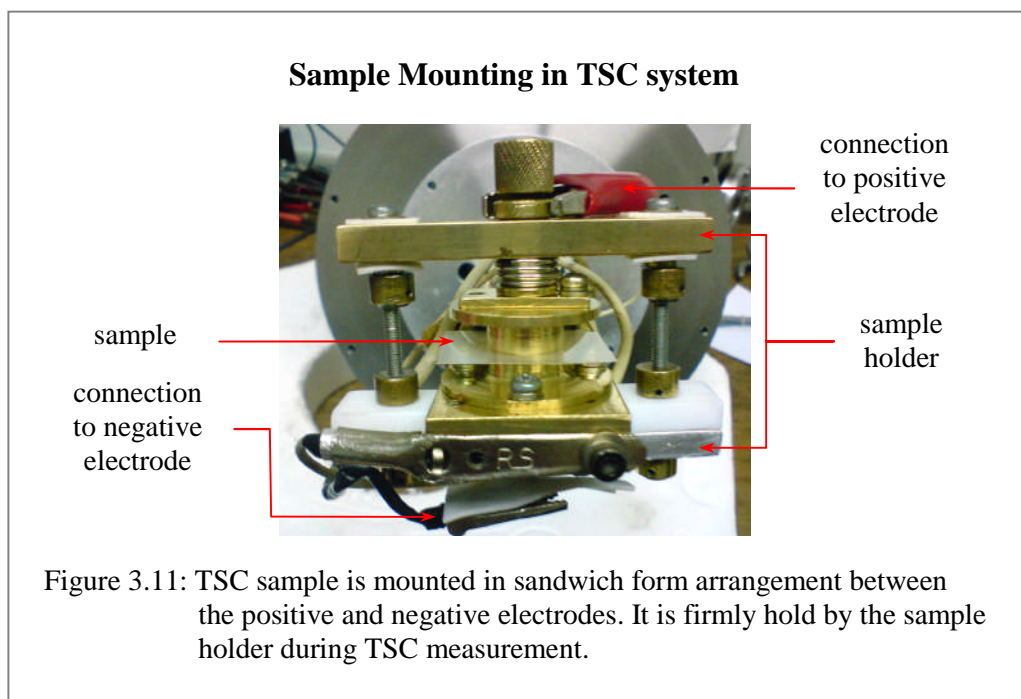 Sample Mounting in TSC system
connection
to positive
electrode
sample
sample
holder
connection
to negative
electrode
RS
Figure 3.11: TSC sample is mounted in sandwich form arrangement between
the positive and negative electrodes. It is firmly hold by the sample
holder during TSC measurement.